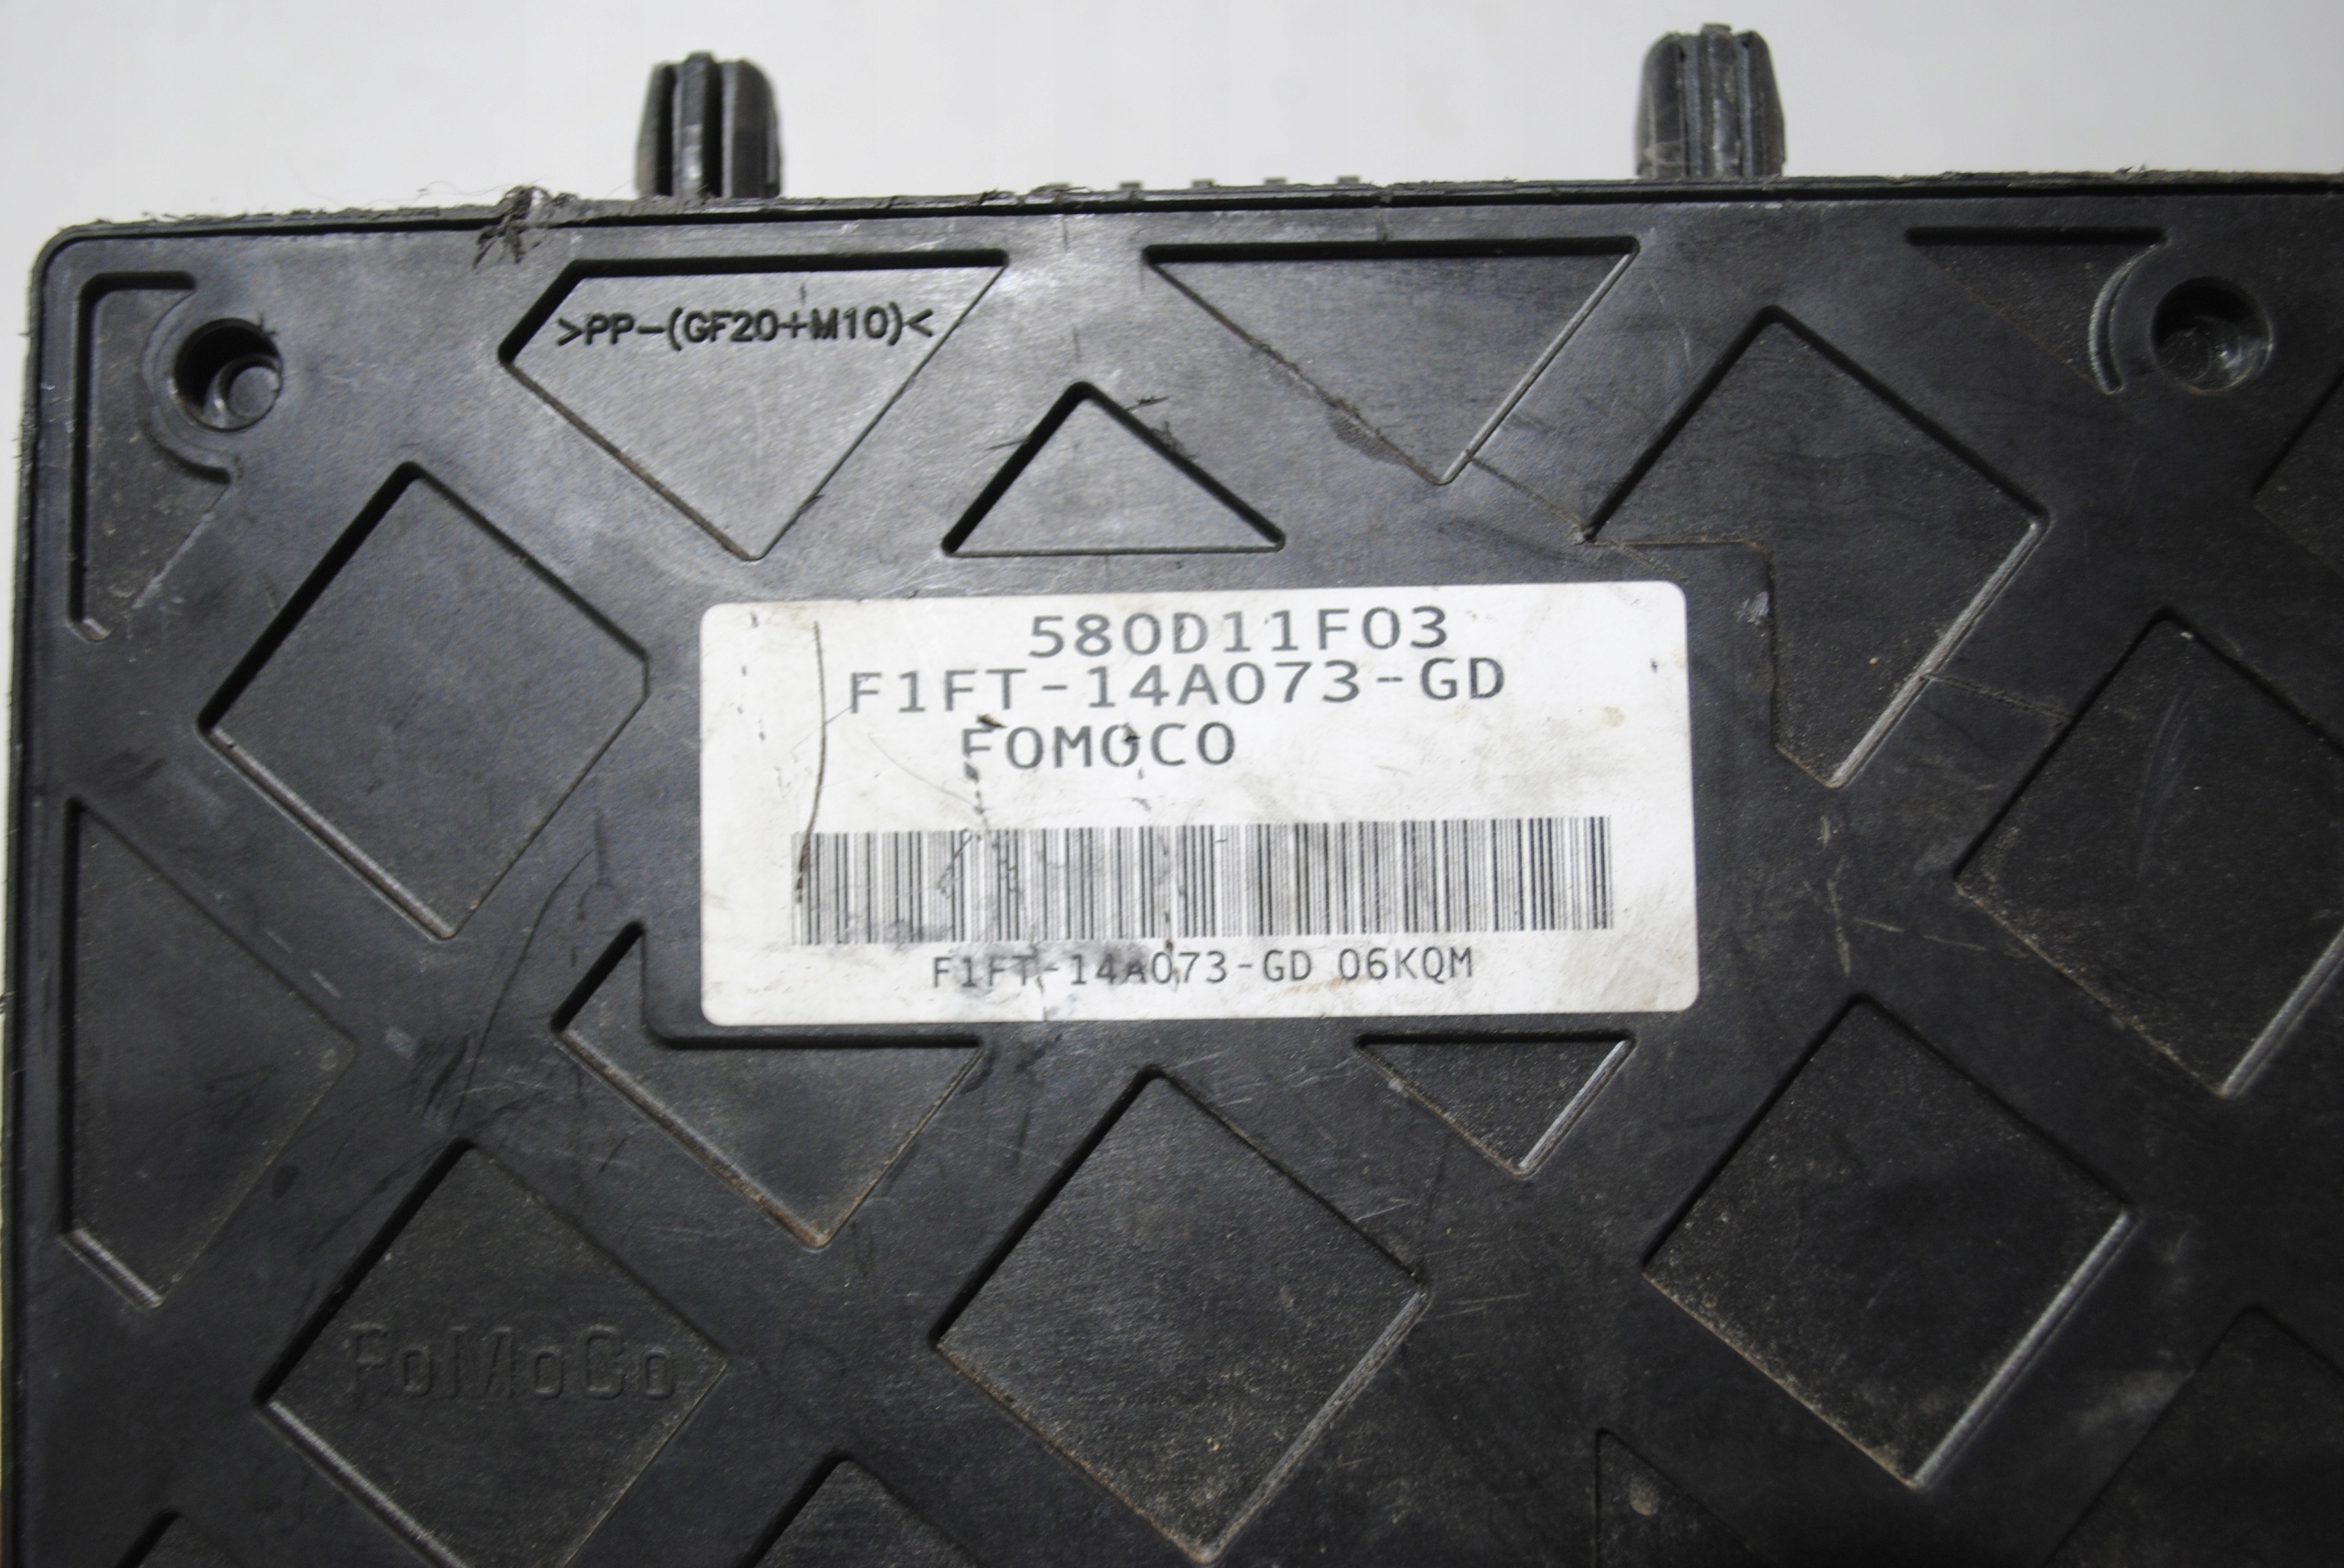 >PP-(GF20+M10)<
580D11F03
F1FT-14A073-GD
FOMOCO
F1FT-14A073-GD 06KQM
FoMoCo